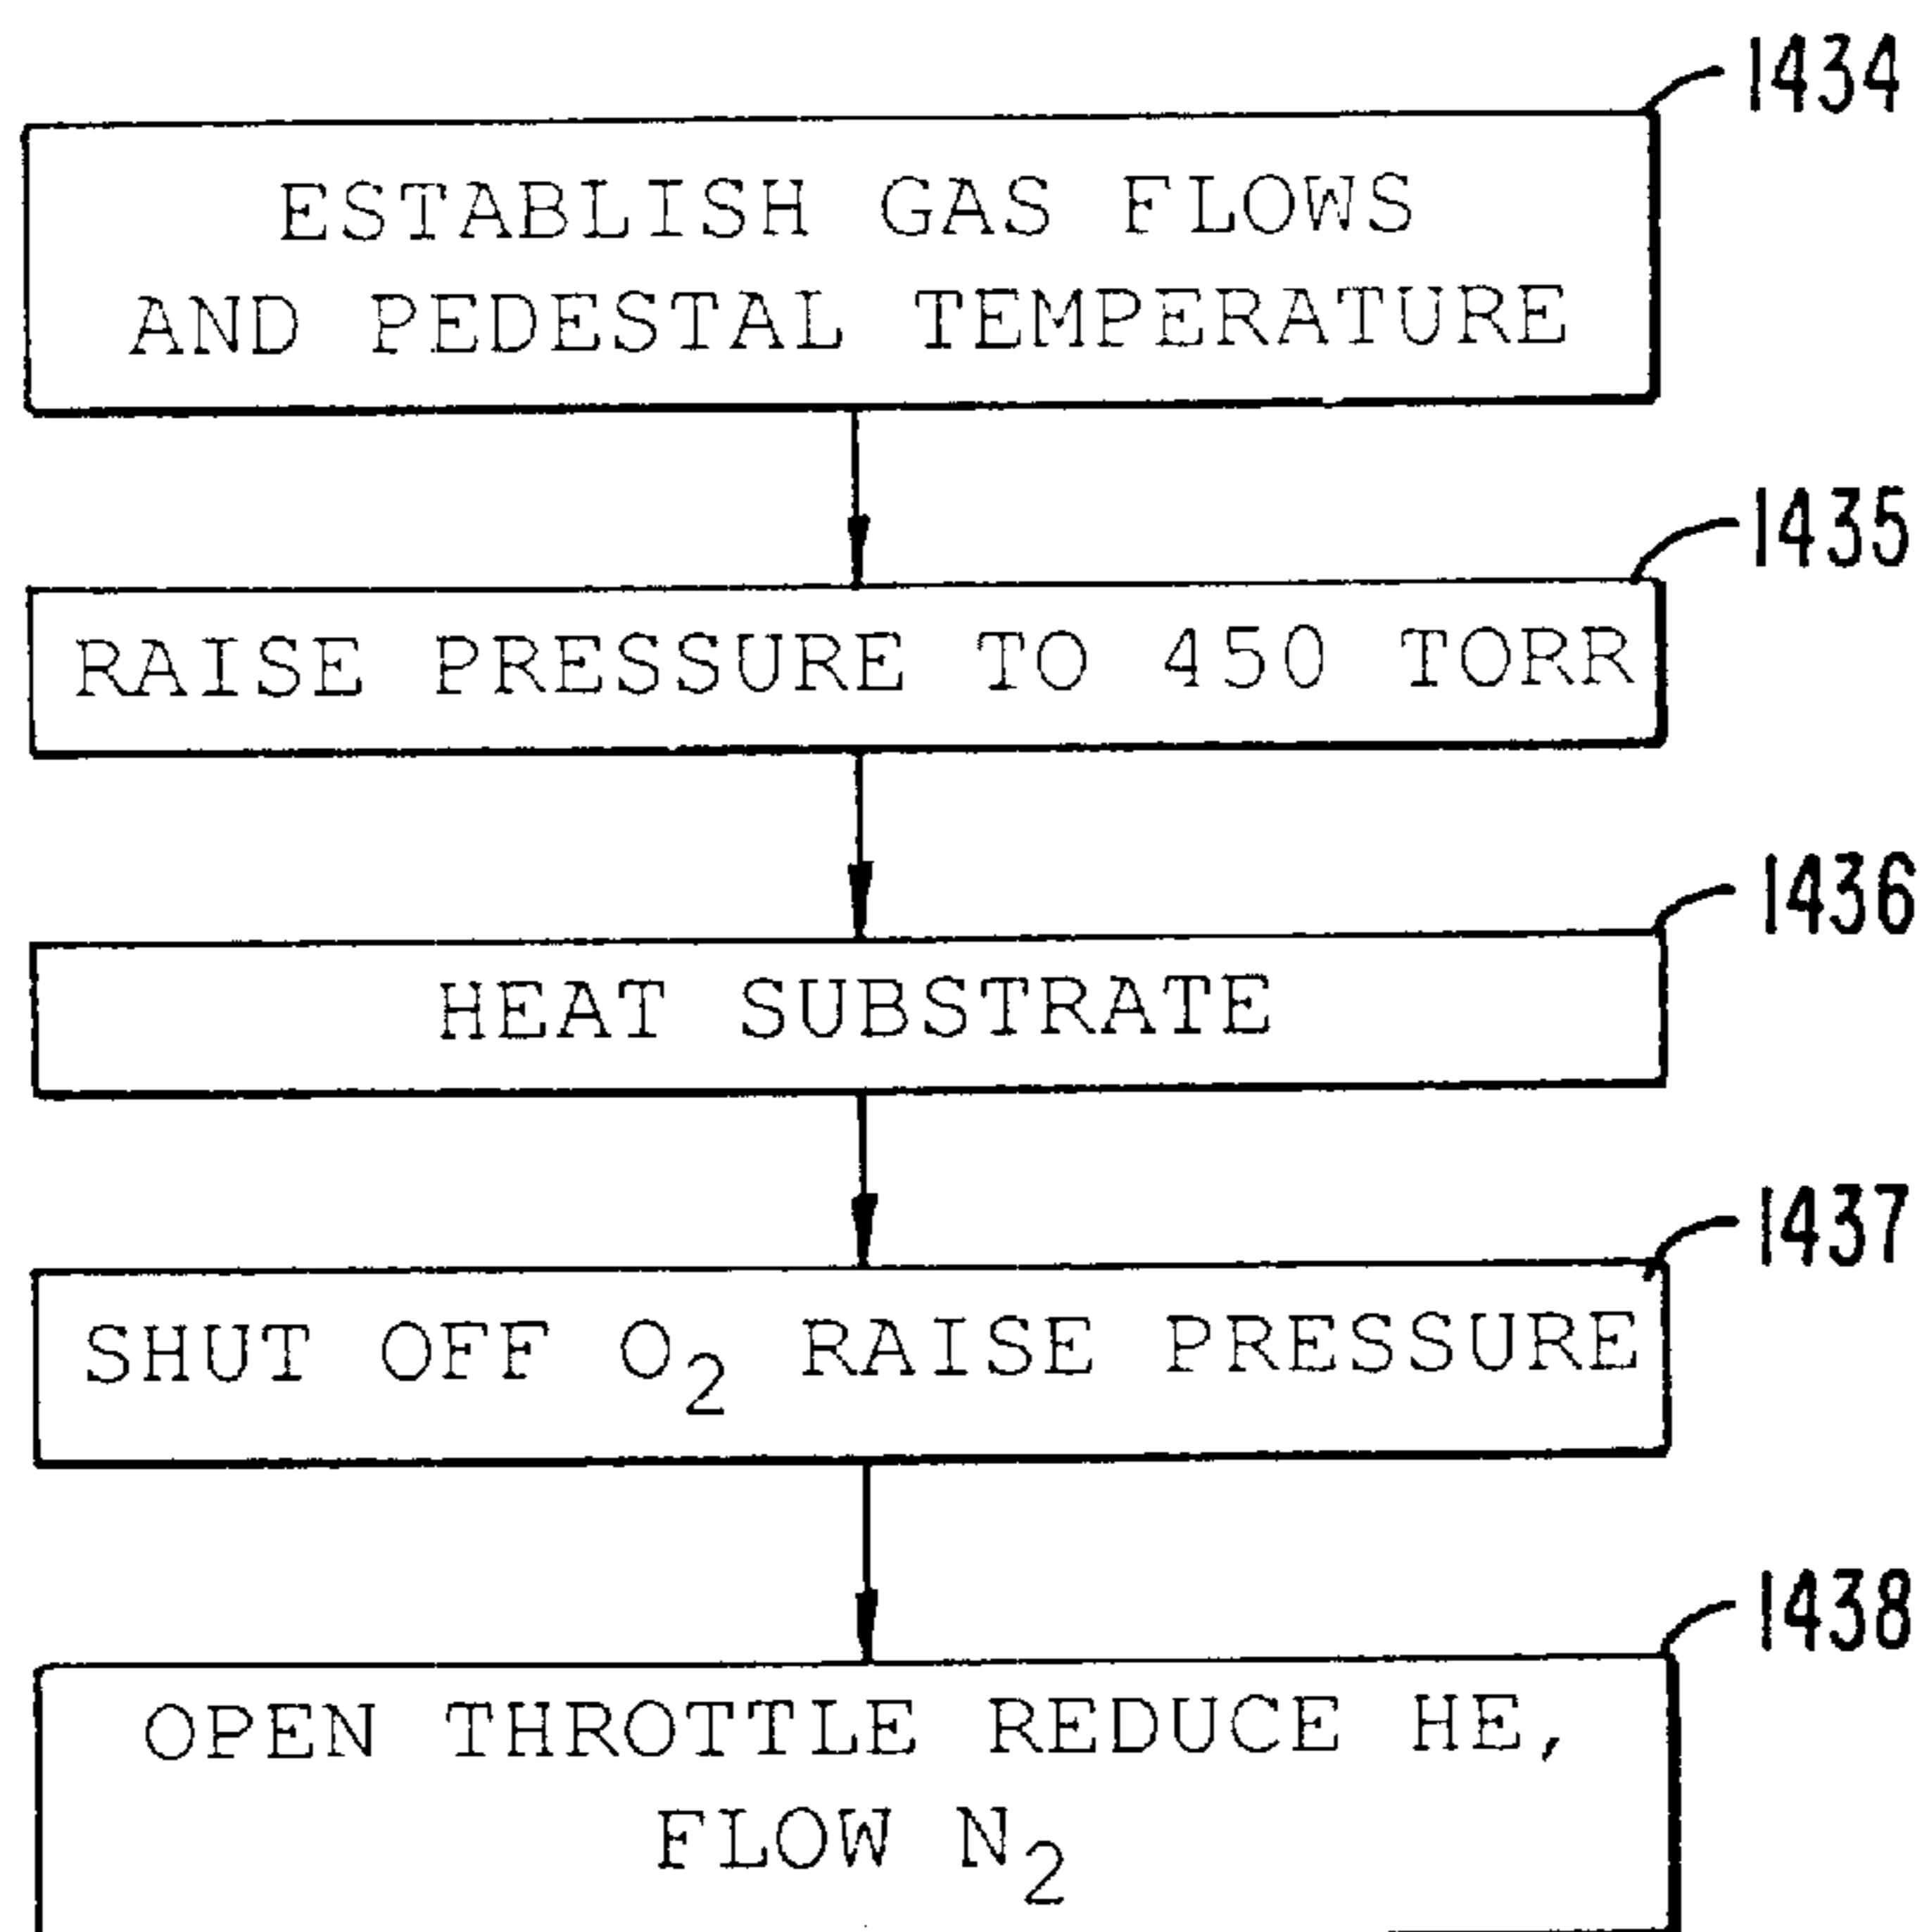 1434
ESTABLISH GAS FLOWS
AND PEDESTAL TEMPERATURE
1435
RAISE PRESSURE TO 450 TORR
1436
HEAT SUBSTRATE
1437
SHUT OFF O₂ RAISE PRESSURE
1438
OPEN THROTTLE REDUCE HE,
FLOW N₂